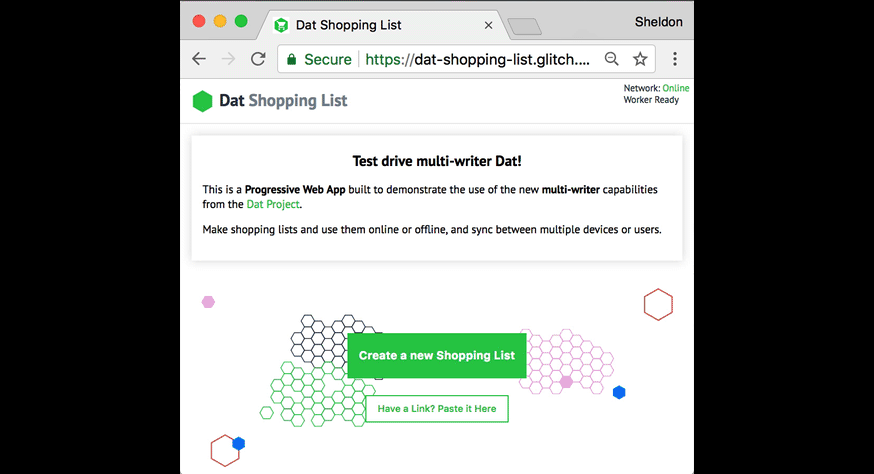 Dat Shopping List
Sheldon
Secure
https://dat-shopping-list.glitch....
Dat Shopping List
Network: Online
Worker Ready
Test drive multi-writer Dat!
This is a Progressive Web App built to demonstrate the use of the new multi-writer capabilities
from the Dat Project.
Make shopping lists and use them online or offline, and sync between multiple devices or users.
Create a new Shopping List
Have a Link? Paste it Here